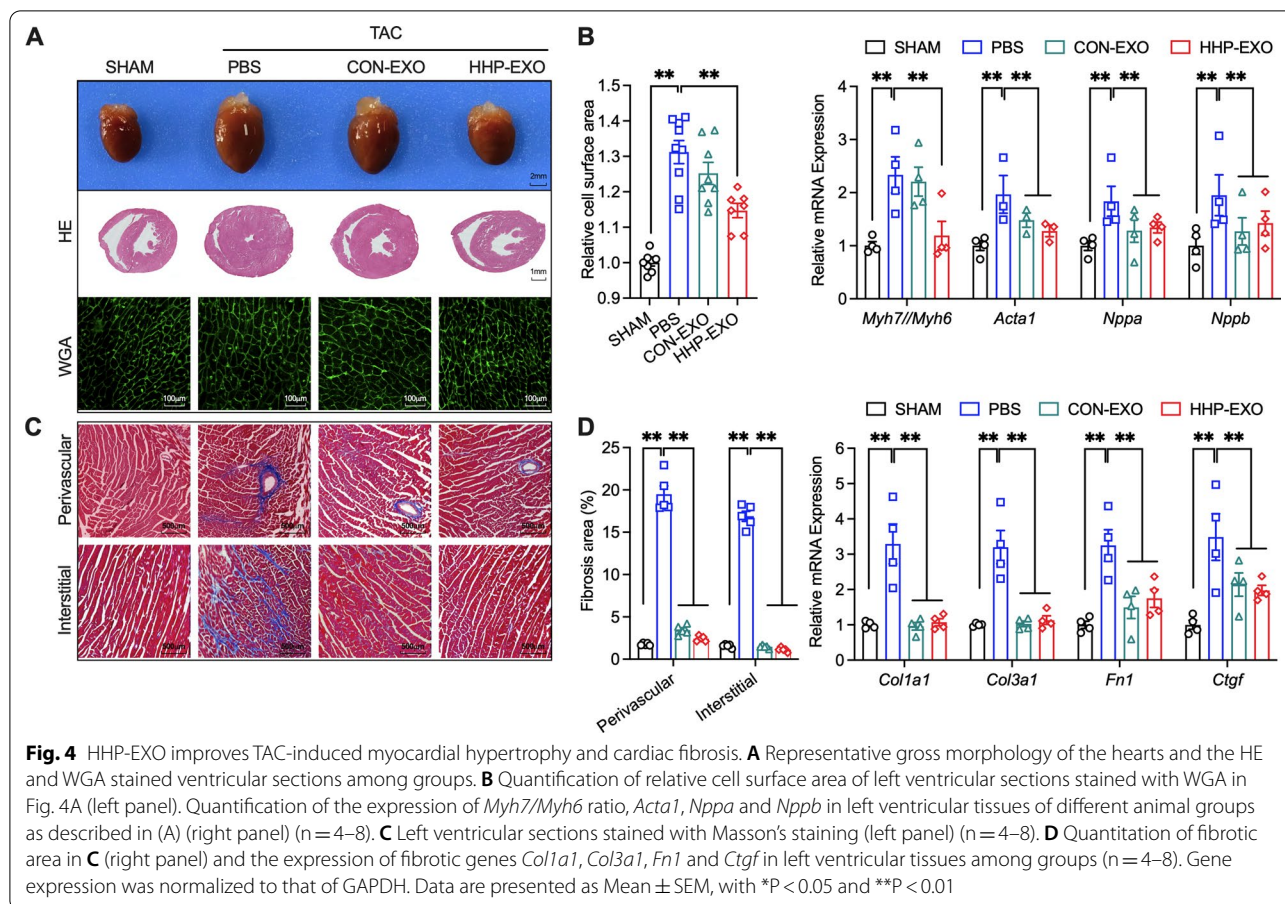 A
TAC
SHAM
PBS
CON-EXO
HHP-EXO
2mm
HE
1mm
WGA
100μm
100μm
100μm
100μm
B
Relative cell surface area
1.5
1.4
1.3
1.2
1.1
1.0
0.9
** **
SHAM
PBS
CON-EXO
HHP-EXO
SHAM PBS CON-EXO HHP-EXO
Relative mRNA Expression
4
3
2
1
0
** ** ** ** ** ** ** **
Myh7//Myh6 Acta1 Nppa Nppb
C
Perivascular
500μm
500μm
500μm
500μm
Interstitial
500μm
500μm
500μm
500μm
D
Fibrosis area (%)
25
20
15
10
5
0
** ** ** **
Perivascular
Interstitial
SHAM PBS CON-EXO HHP-EXO
Relative mRNA Expression
6
5
4
3
2
1
0
** ** ** ** ** ** ** **
Col1a1 Col3a1 Fn1 Ctgf
Fig. 4 HHP-EXO improves TAC-induced myocardial hypertrophy and cardiac fibrosis. A Representative gross morphology of the hearts and the HE
and WGA stained ventricular sections among groups. B Quantification of relative cell surface area of left ventricular sections stained with WGA in
Fig. 4A (left panel). Quantification of the expression of Myh7/Myh6 ratio, Acta1, Nppa and Nppb in left ventricular tissues of different animal groups
as described in (A) (right panel) (n = 4–8). C Left ventricular sections stained with Masson's staining (left panel) (n = 4–8). D Quantitation of fibrotic
area in C (right panel) and the expression of fibrotic genes Col1a1, Col3a1, Fn1 and Ctgf in left ventricular tissues among groups (n = 4–8). Gene
expression was normalized to that of GAPDH. Data are presented as Mean ± SEM, with *P < 0.05 and **P < 0.01